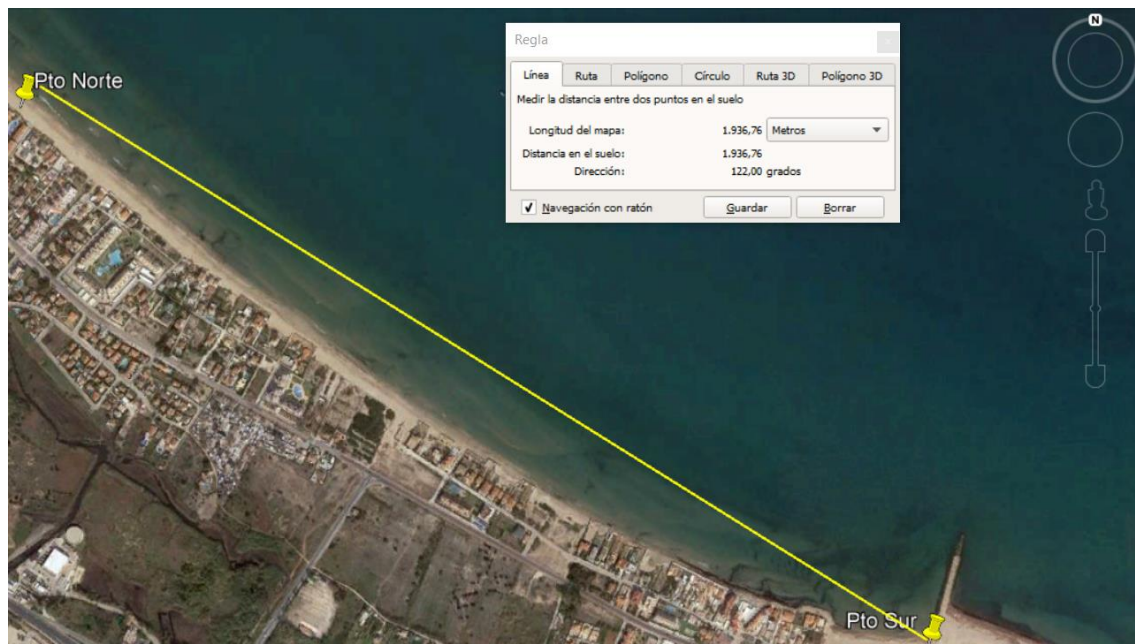 N
Pto Norte
Regla
Línea Ruta Polígono Círculo Ruta 3D Polígono 3D
Medir la distancia entre dos puntos en el suelo
Longitud del mapa: 1.936,76 Metros
Distancia en el suelo: 1.936,76
Dirección: 122,00 grados
Navegación con ratón Guardar Borrar
Pto Sur